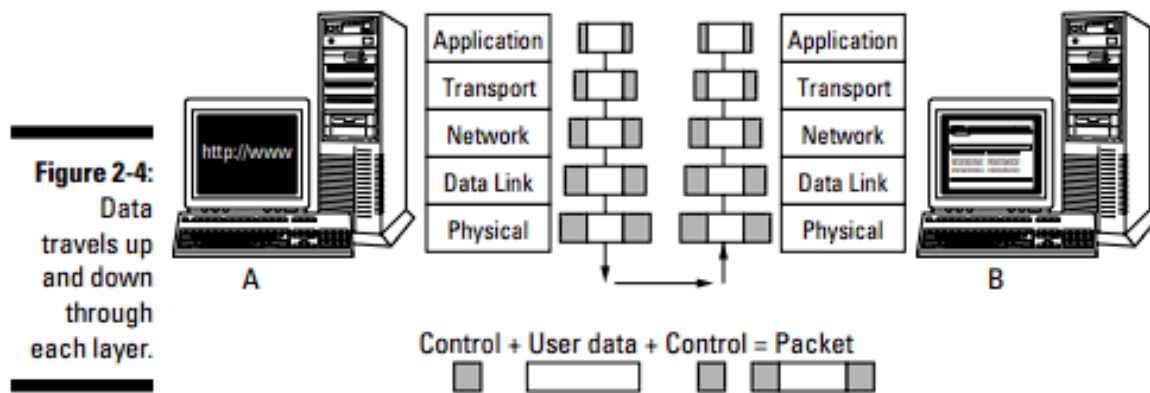 Figure 2-4:
Data
travels up
and down
through
each layer.
http://www
A
Application
Transport
Network
Data Link
Physical
Application
Transport
Network
Data Link
Physical
B
Control + User data + Control = Packet